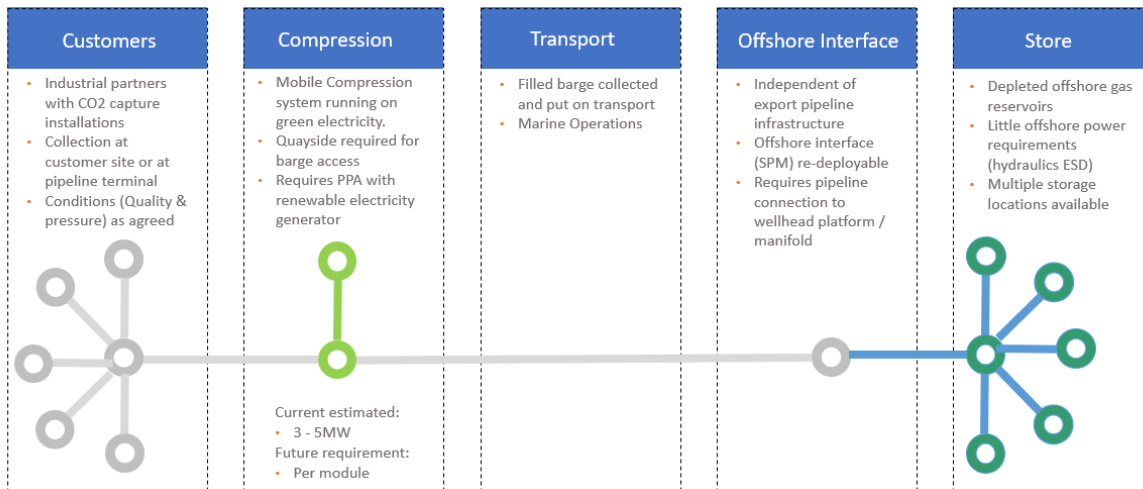 Customers
Industrial partners
with CO2 capture
installations
Collection at
customer site or at
pipeline terminal
Conditions (Quality &
pressure) as agreed
Compression
Mobile Compression
system running on
green electricity.
Quayside required for
barge access
Requires PPA with
renewable electricity
generator
Current estimated:
3 - 5MW
Future requirement:
Per module
Transport
Filled barge collected
and put on transport
Marine Operations
Offshore Interface
Independent of
export pipeline
infrastructure
Offshore interface
(SPM) re-deployable
Requires pipeline
connection to
wellhead platform /
manifold
Store
Depleted offshore gas
reservoirs
Little offshore power
requirements
(hydraulics ESD)
Multiple storage
locations available